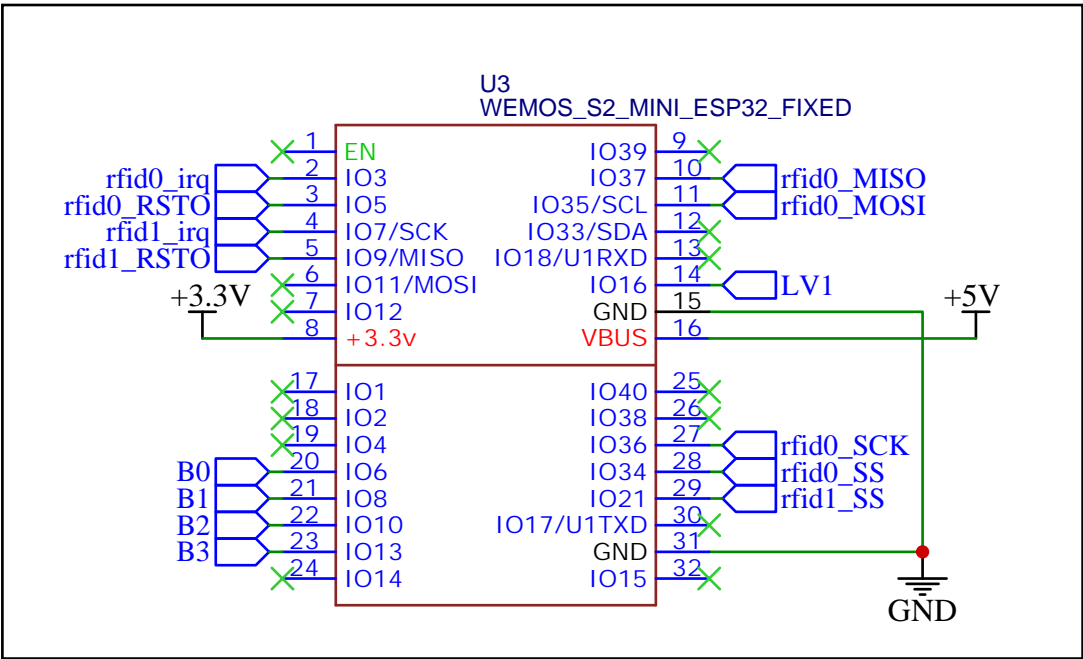 U3
WEMOS_S2_MINI_ESP32_FIXED
1 EN IO39 9
rfid0_irq 2 IO3 IO37 10 rfid0_MISO
rfid0_RSTO 3 IO5 IO35/SCL 11 rfid0_MOSI
rfid1_irq 4 IO7/SCK IO33/SDA 12
rfid1_RSTO 5 IO9/MISO IO18/U1RXD 13
6 IO11/MOSI IO16 14 LV1
+3.3V 7 IO12 GND 15 +5V
8 +3.3v VBUS 16
17 IO1 IO40 25
18 IO2 IO38 26
19 IO4 IO36 27 rfid0_SCK
B0 20 IO6 IO34 28 rfid0_SS
B1 21 IO8 IO21 29 rfid1_SS
B2 22 IO10 IO17/U1TXD 30
B3 23 IO13 GND 31
24 IO14 IO15 32
GND